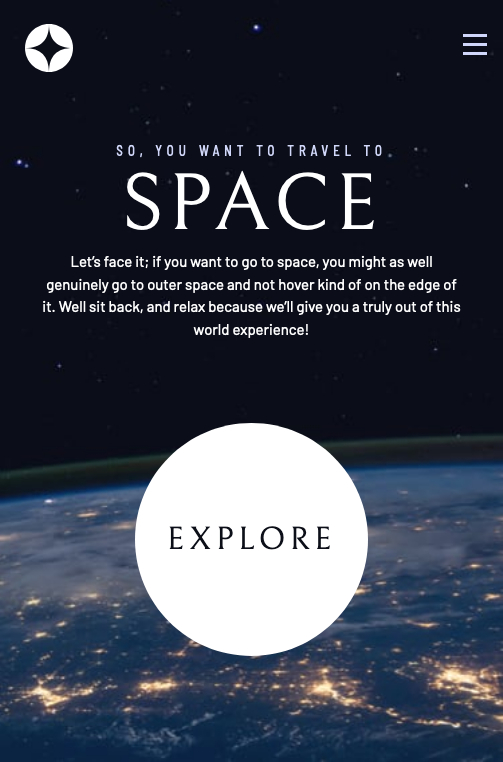 SO, YOU WANT TO TRAVEL TO
SPACE
Let’s face it; if you want to go to space, you might as well
genuinely go to outer space and not hover kind of on the edge of
it. Well sit back, and relax because we’ll give you a truly out of this
world experience!
EXPLORE